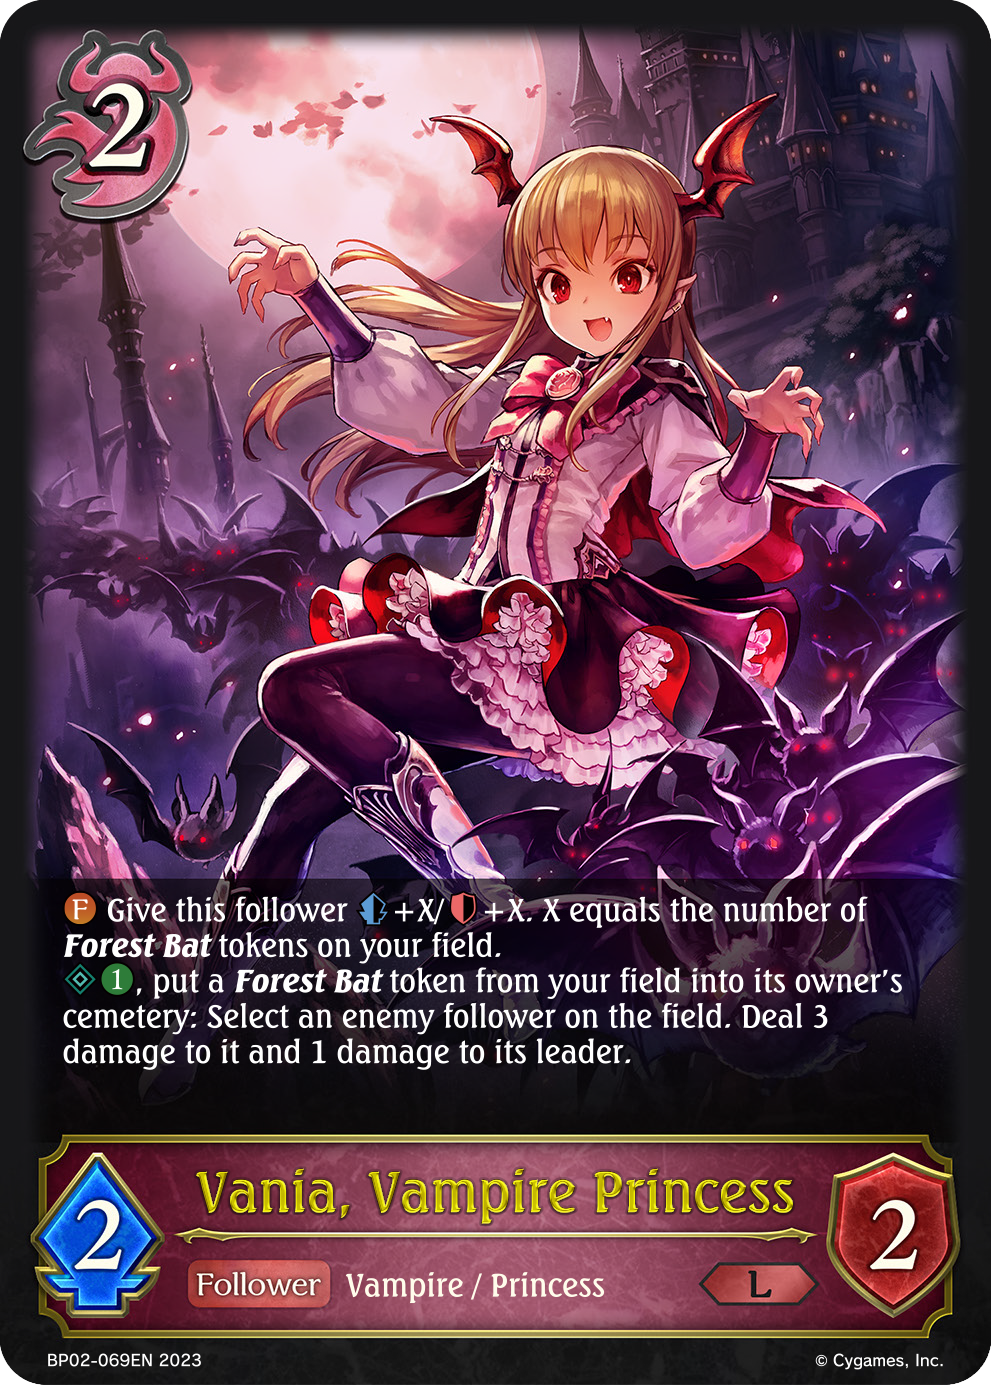 2
F Give this follower +X/ +X. X equals the number of
Forest Bat tokens on your field.
1, put a Forest Bat token from your field into its owner's
cemetery: Select an enemy follower on the field. Deal 3
damage to it and 1 damage to its leader.
Vania, Vampire Princess
2
2
Follower Vampire / Princess L
BP02-069EN 2023 © Cygames, Inc.